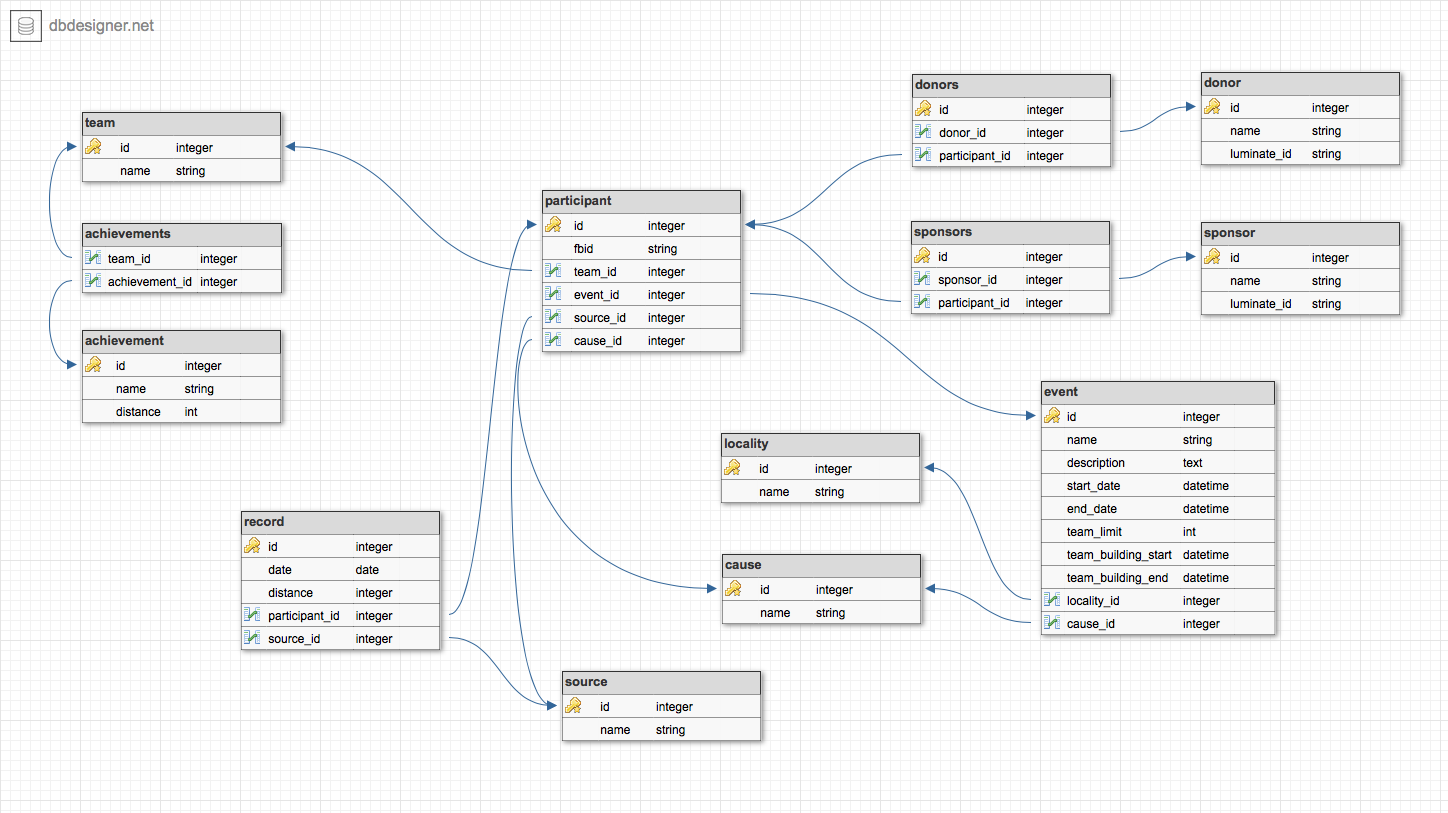 dbdesigner.net
team
id integer
name string
achievements
team_id integer
achievement_id integer
achievement
id integer
name string
distance int
record
id integer
date date
distance integer
participant_id integer
source_id integer
participant
id integer
fbid string
team_id integer
event_id integer
source_id integer
cause_id integer
donors
id integer
donor_id integer
participant_id integer
donor
id integer
name string
luminate_id string
sponsors
id integer
sponsor_id integer
participant_id integer
sponsor
id integer
name string
luminate_id string
event
id integer
name string
description text
start_date datetime
end_date datetime
team_limit int
team_building_start datetime
team_building_end datetime
locality_id integer
cause_id integer
locality
id integer
name string
cause
id integer
name string
source
id integer
name string